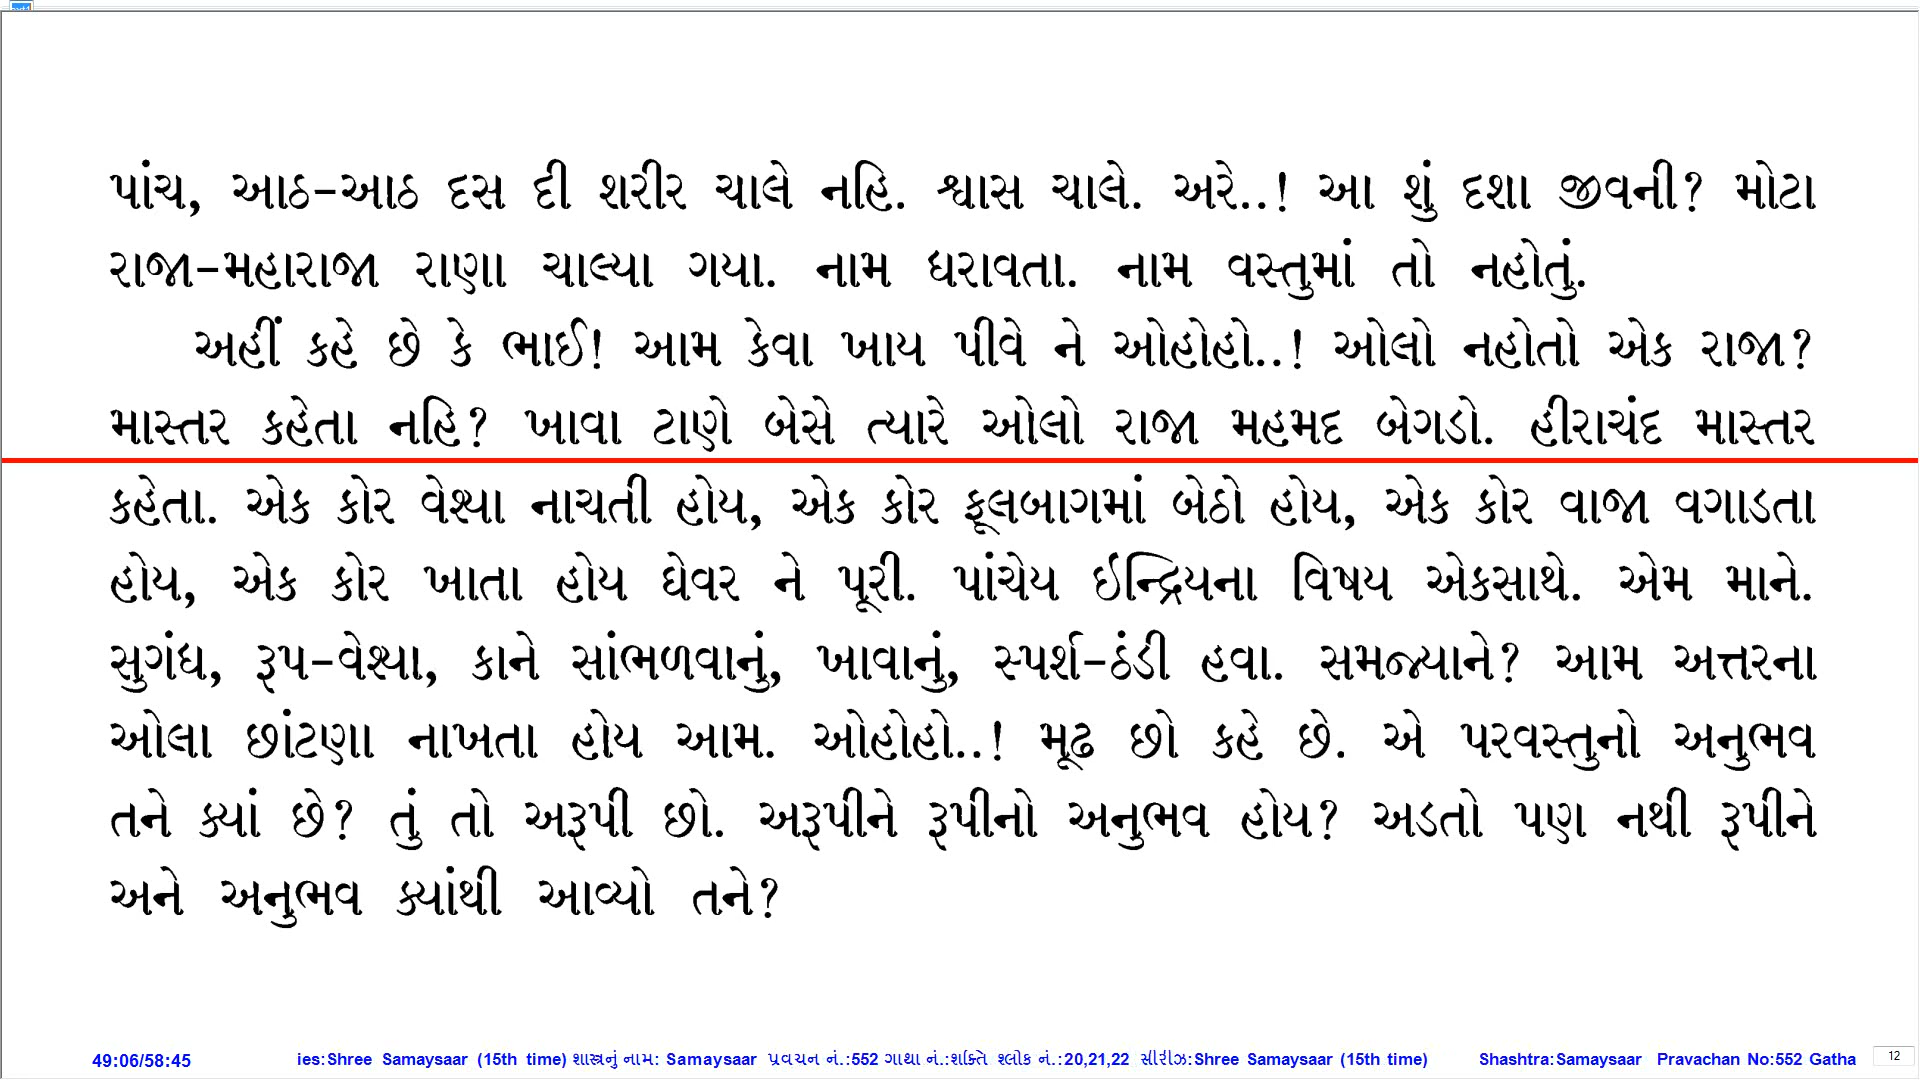 પાંચ, આઠ-આઠ દસ દી શરીર ચાલે નહિ. શ્વાસ ચાલે. અરે..! આ શું દશા જીવની? મોટા
રાજા-મહારાજા રાણા ચાલ્યા ગયા. નામ ધરાવતા. નામ વસ્તુમાં તો નહોતું.
અહીં કહે છે કે ભાઈ! આમ કેવા ખાય પીવે ને ઓહોહો..! ઓલો નહોતો એક રાજા?
માસ્તર કહેતા નહિ? ખાવા ટાણે બેસે ત્યારે ઓલો રાજા મહમદ બેગડો. હીરાચંદ માસ્તર
કહેતા. એક કોર વેશ્યા નાચતી હોય, એક કોર ફૂલબાગમાં બેઠો હોય, એક કોર વાજા વગાડતા
હોય, એક કોર ખાતા હોય ઘેવર ને પૂરી. પાંચેય ઇન્દ્રિયના વિષય એકસાથે. એમ માને.
સુગંધ, રૂપ-વેશ્યા, કાને સાંભળવાનું, ખાવાનું, સ્પર્શ-ઠંડી હવા. સમજ્યાને? આમ અત્તરના
ઓલા છાંટણા નાખતા હોય આમ. ઓહોહો..! મૂઢ છો કહે છે. એ પરવસ્તુનો અનુભવ
તને ક્યાં છે? તું તો અરૂપી છો. અરૂપીને રૂપીનો અનુભવ હોય? અડતો પણ નથી રૂપીને
અને અનુભવ ક્યાંથી આવ્યો તને?
49:06/58:45 ies:Shree Samaysaar (15th time) શાસ્ત્રનું નામ: Samaysaar પ્રવચન નં.:552 ગાથા નં.:શક્તિ શ્લોક નં.:20,21,22 સીરીઝ:Shree Samaysaar (15th time) Shashtra:Samaysaar Pravachan No:552 Gatha 12